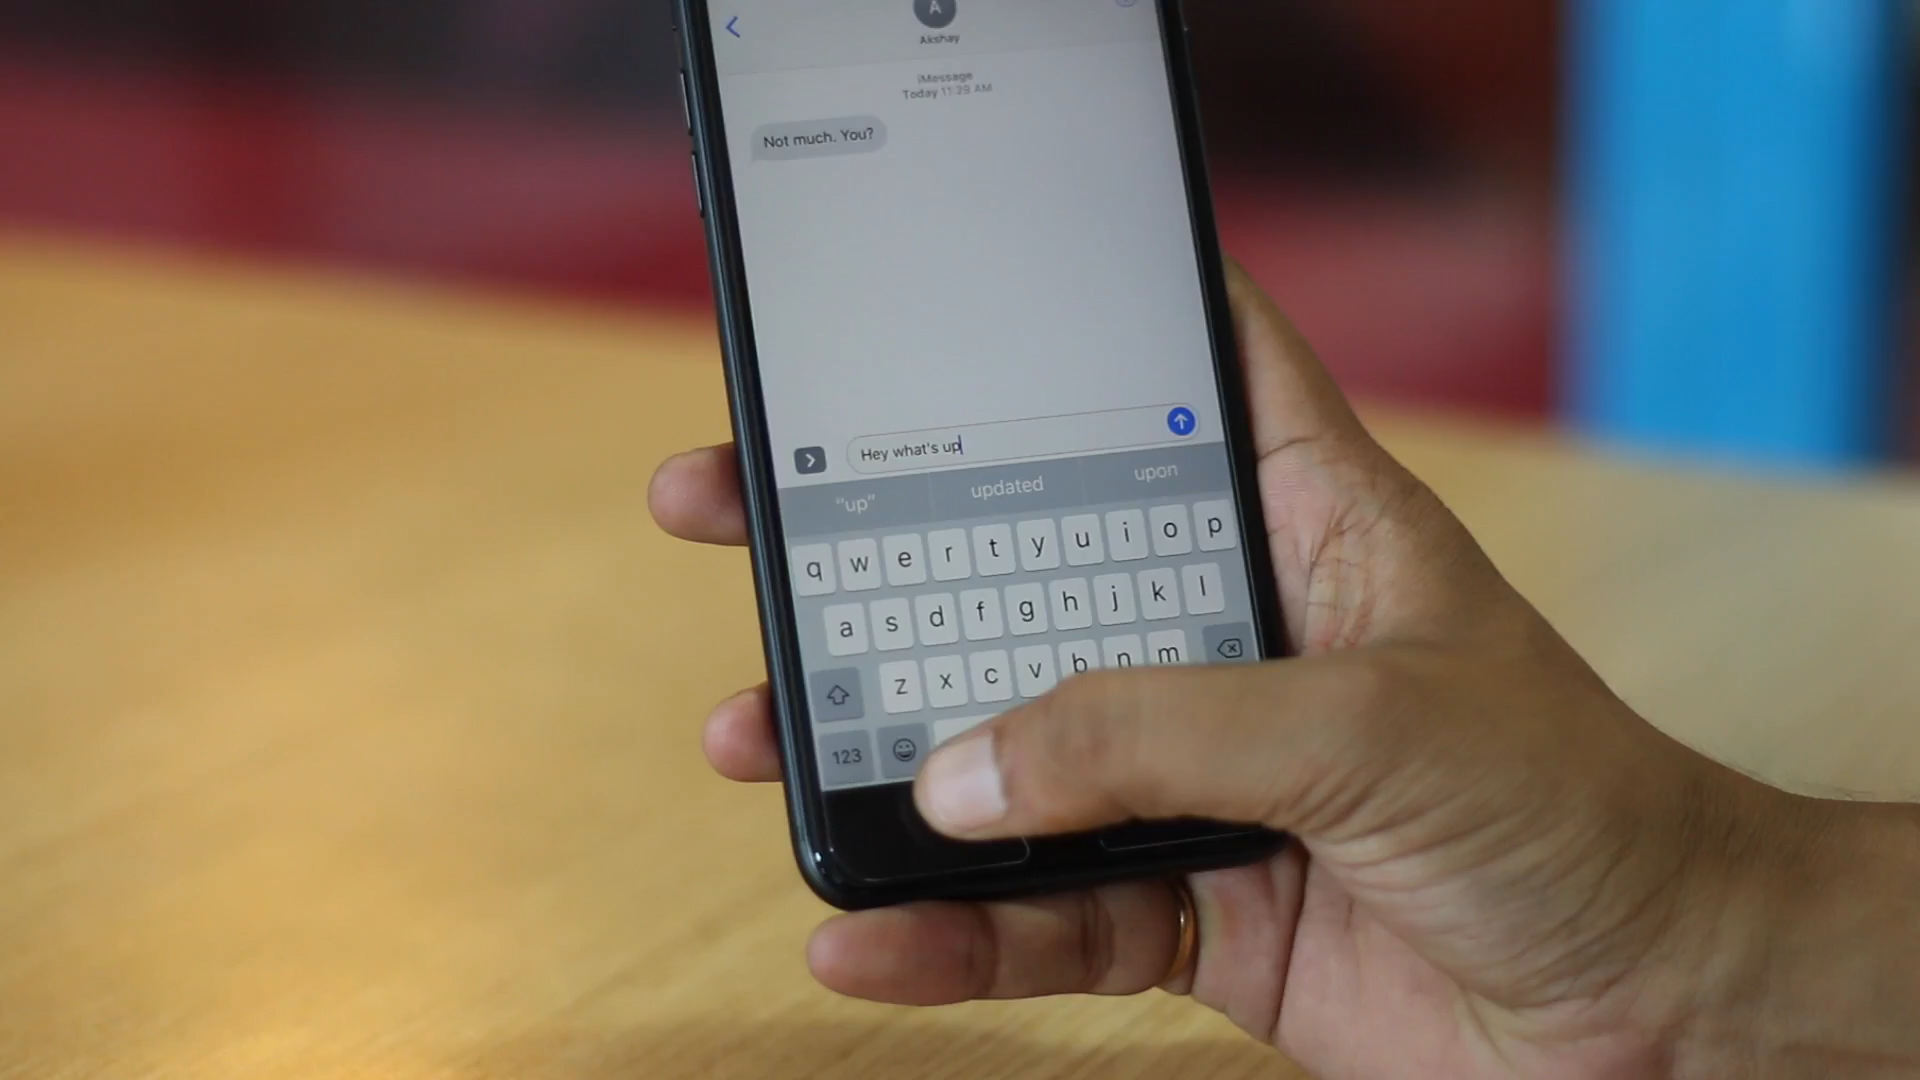 A
Akshay
iMessage
Today 11:29 AM
Not much. You?
Hey what's up
“up” updated upon
q w e r t y u i o p
a s d f g h j k l
z x c v b n m
123